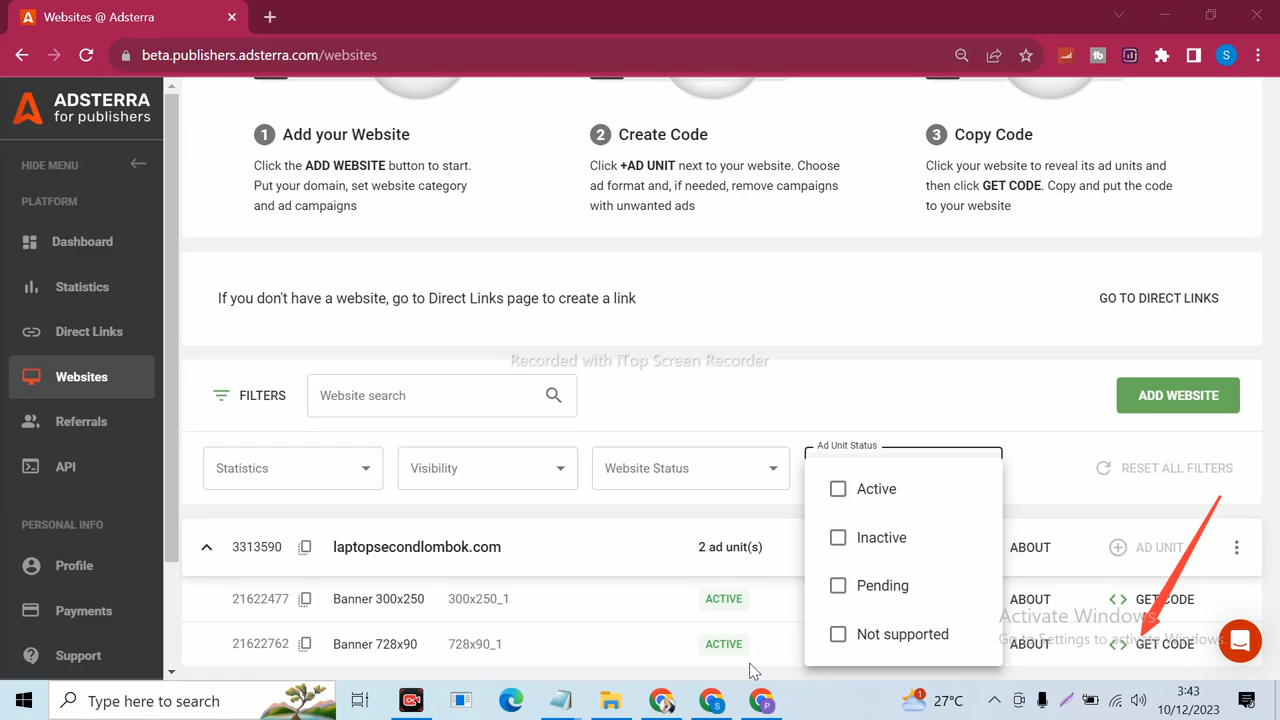 Websites @ Adsterra
beta.publishers.adsterra.com/websites
S
ADSTERRA
for publishers
HIDE MENU
PLATFORM
Dashboard
Statistics
Direct Links
Websites
Referrals
API
PERSONAL INFO
Profile
Payments
Support
1 Add your Website
Click the ADD WEBSITE button to start.
Put your domain, set website category
and ad campaigns
2 Create Code
Click +AD UNIT next to your website. Choose
ad format and, if needed, remove campaigns
with unwanted ads
3 Copy Code
Click your website to reveal its ad units and
then click GET CODE. Copy and put the code
to your website
If you don't have a website, go to Direct Links page to create a link
GO TO DIRECT LINKS
Recorded with iTop Screen Recorder
FILTERS
Website search
ADD WEBSITE
Statistics
Visibility
Website Status
Ad Unit Status
Active
Inactive
Pending
Not supported
RESET ALL FILTERS
3313590 laptopsecondlombok.com 2 ad unit(s) ABOUT AD UNIT
21622477 Banner 300x250 300x250_1 ACTIVE ABOUT GET CODE
21622762 Banner 728x90 728x90_1 ACTIVE ABOUT GET CODE
Activate Windows
Go to Settings to activate Windows.
Type here to search
S
P
1
27°C
3:43
10/12/2023